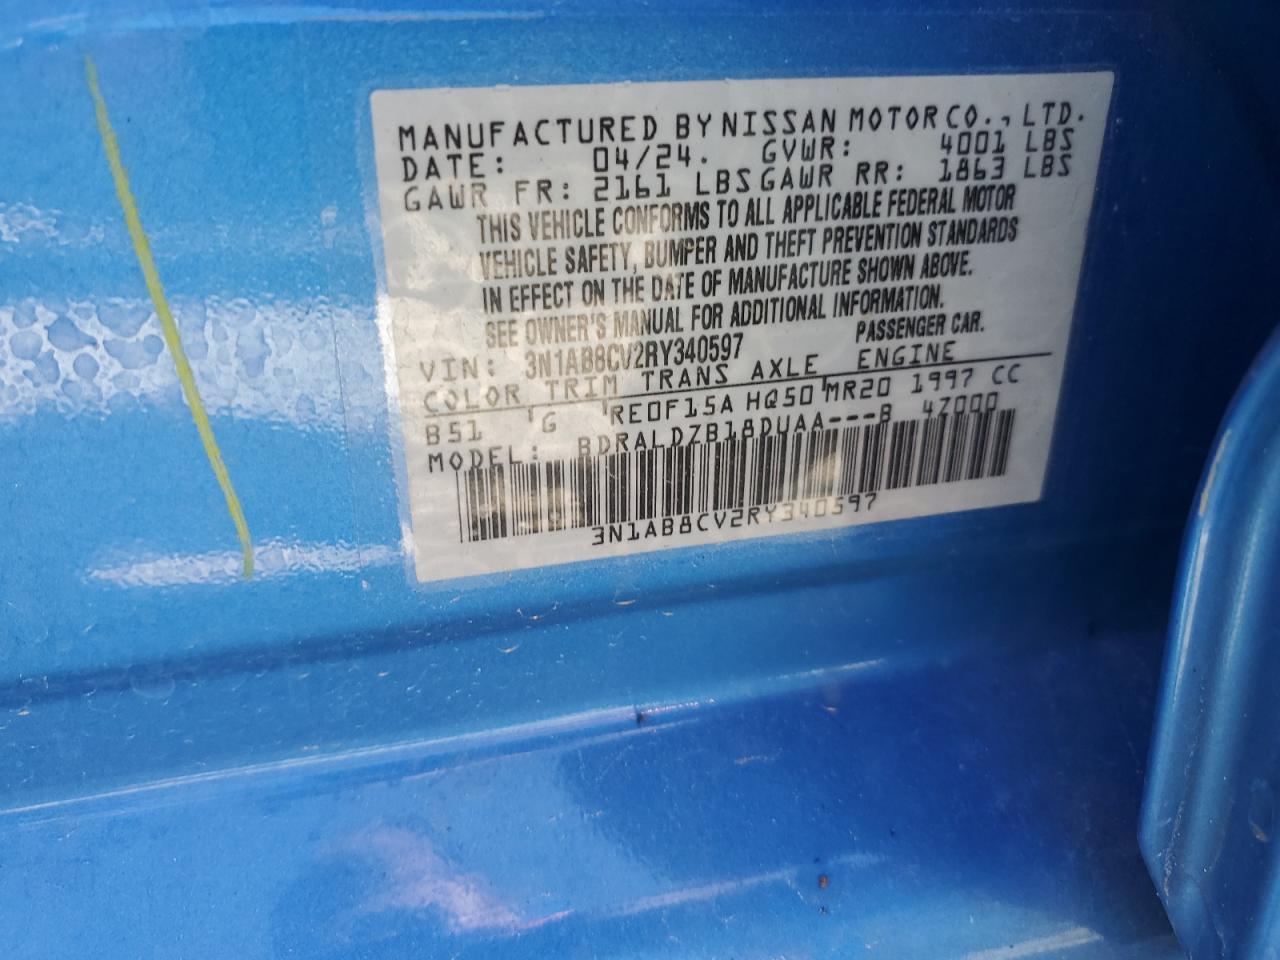 MANUFACTURED BY NISSAN MOTOR CO., LTD.
DATE: 04/24. GVWR: 4001 LBS
GAWR FR: 2161 LBS GAWR RR: 1863 LBS
THIS VEHICLE CONFORMS TO ALL APPLICABLE FEDERAL MOTOR
VEHICLE SAFETY, BUMPER AND THEFT PREVENTION STANDARDS
IN EFFECT ON THE DATE OF MANUFACTURE SHOWN ABOVE.
SEE OWNER'S MANUAL FOR ADDITIONAL INFORMATION.
VIN: 3N1AB8CV2RY340597 PASSENGER CAR.
COLOR TRIM TRANS AXLE ENGINE
B51 G RE0F15A HQ50 MR20 1997 CC
MODEL: BDRALDZB18DUAA---B 47000
3N1AB8CV2RY340597